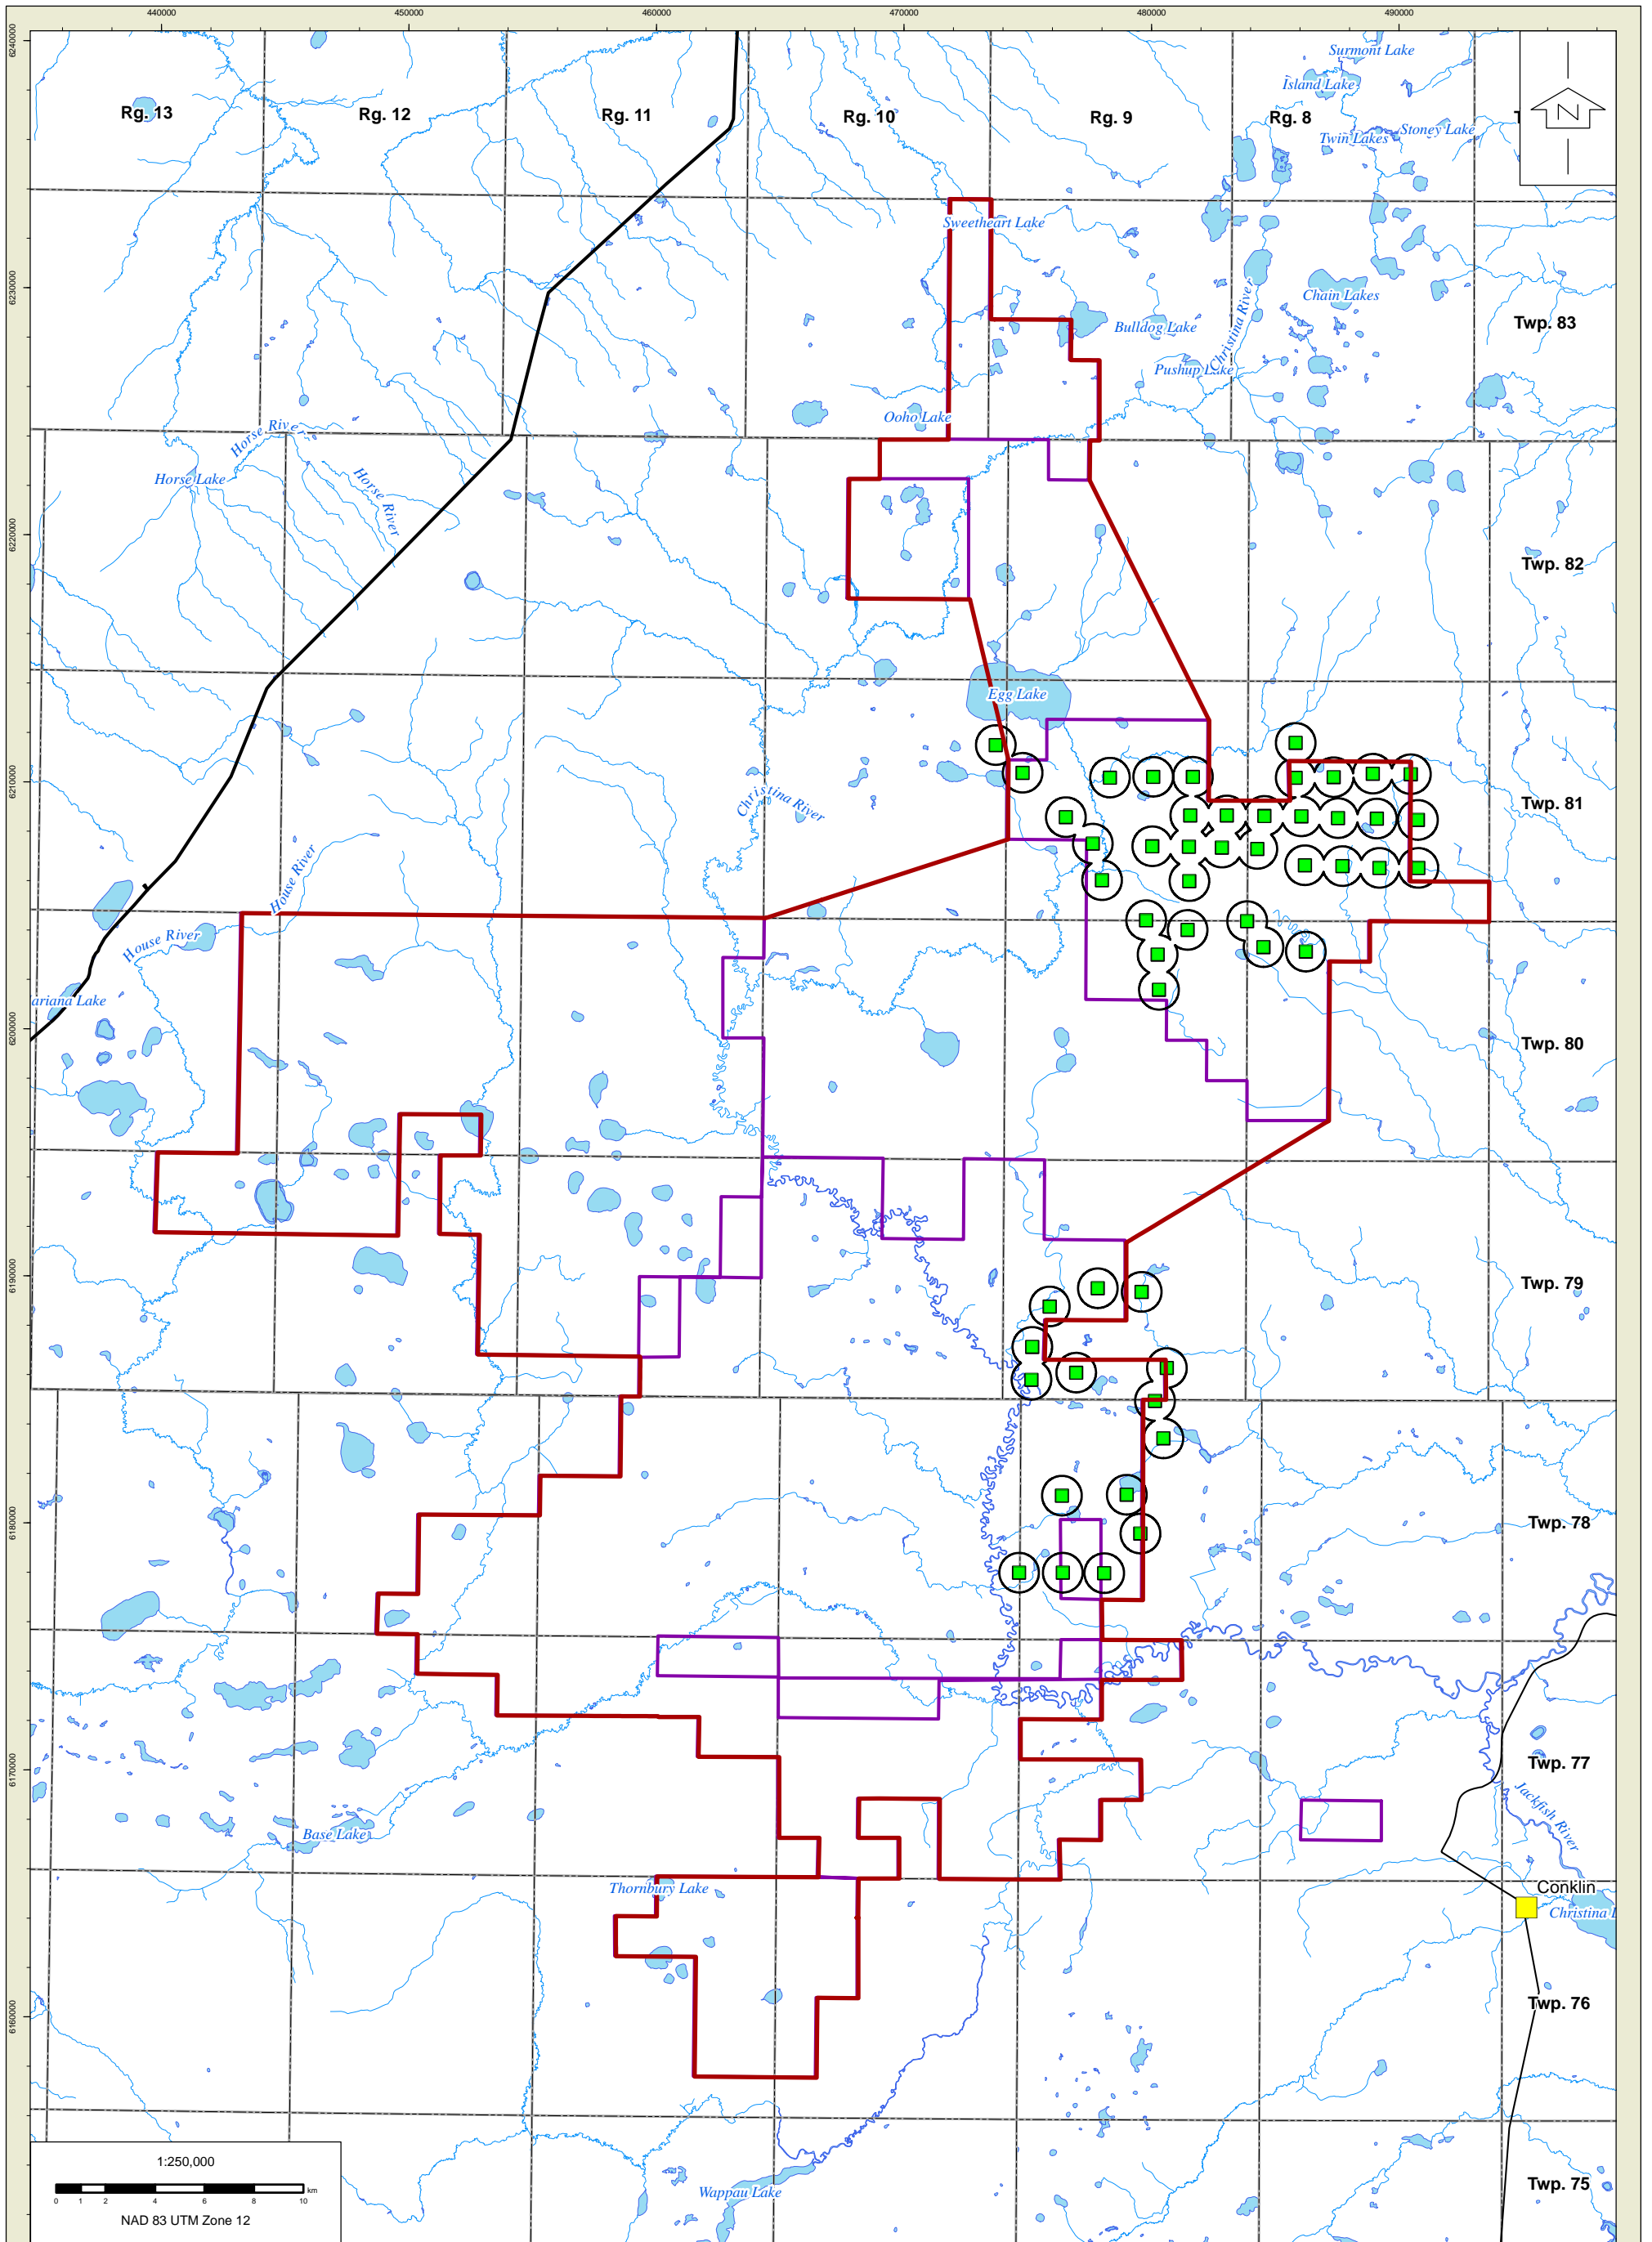 440000 450000 460000 470000 480000 490000
6240000
6230000
6220000
6210000
6200000
6190000
6180000
6170000
6160000
Surmont Lake
Island Lake
Rg. 13 Rg. 12 Rg. 11 Rg. 10 Rg. 9 Rg. 8
N
Twin Lakes
Stoney Lake
Sweetheart Lake
Chain Lakes
Christina River
Bulldog Lake
Twp. 83
Pushup Lake
Ooho Lake
Horse Rive
Horse Lake
Horse River
Twp. 82
Egg Lake
Christina River
Twp. 81
House River
House River
ariana Lake
Twp. 80
Twp. 79
Twp. 78
Twp. 77
Jackfish River
Base Lake
Thornbury Lake
Conklin
Christina L
Twp. 76
1:250,000
0 1 2 4 6 8 10 km
NAD 83 UTM Zone 12
Wappau Lake
Twp. 75